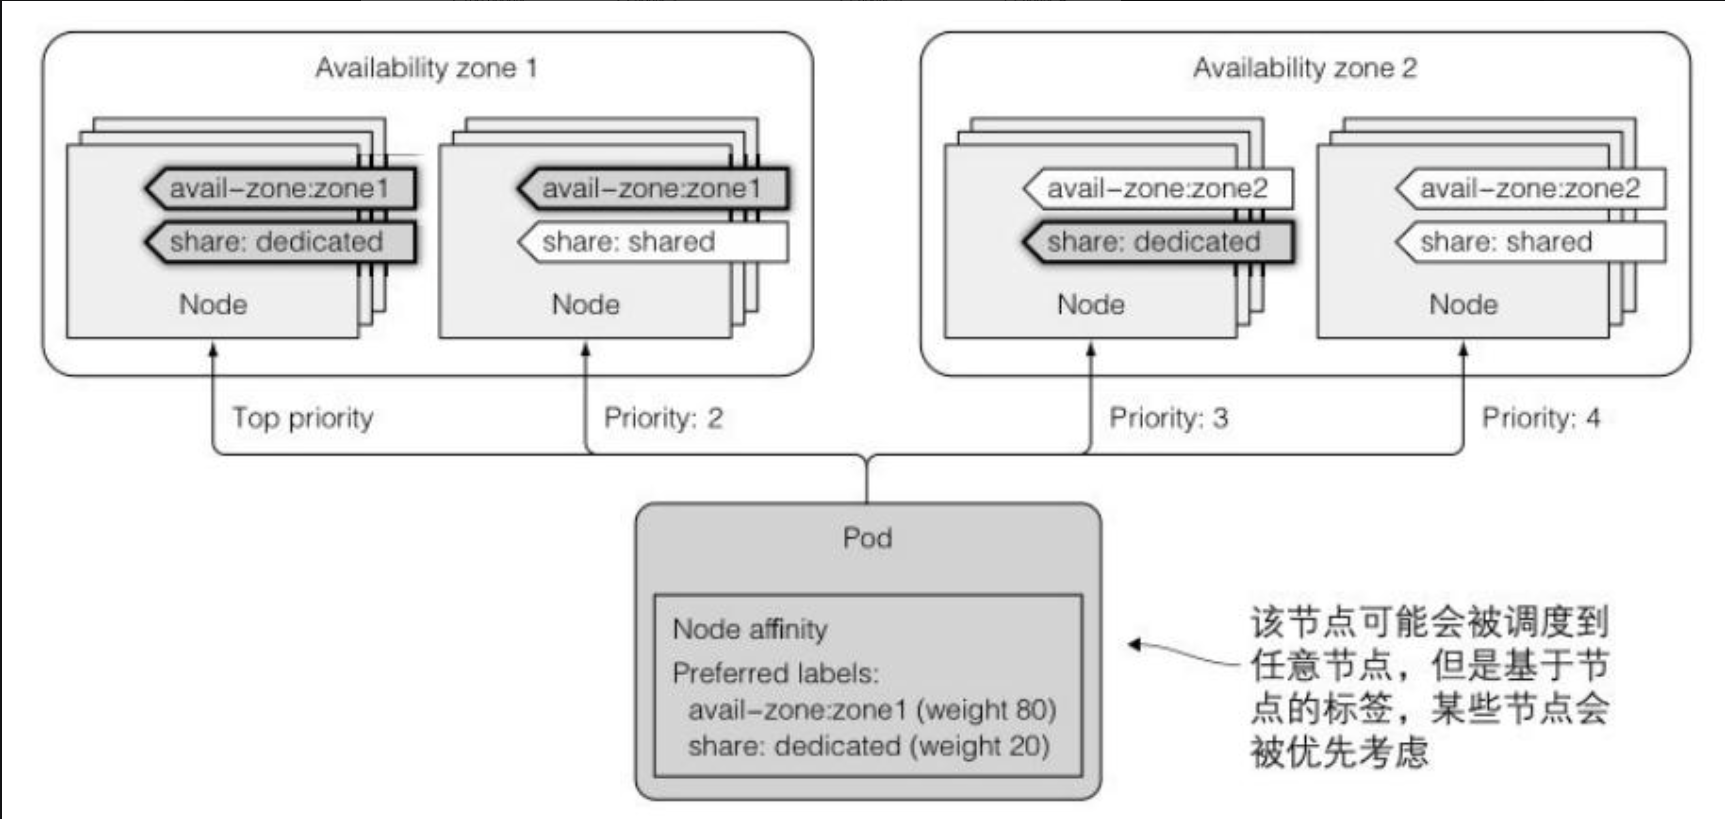 Availability zone 1
avail-zone:zone1
share: dedicated
Node
avail-zone:zone1
share: shared
Node
Availability zone 2
avail-zone:zone2
share: dedicated
Node
avail-zone:zone2
share: shared
Node
Top priority
Priority: 2
Priority: 3
Priority: 4
Pod
Node affinity
Preferred labels:
avail-zone:zone1 (weight 80)
share: dedicated (weight 20)
该节点可能会被调度到
任意节点，但是基于节
点的标签，某些节点会
被优先考虑